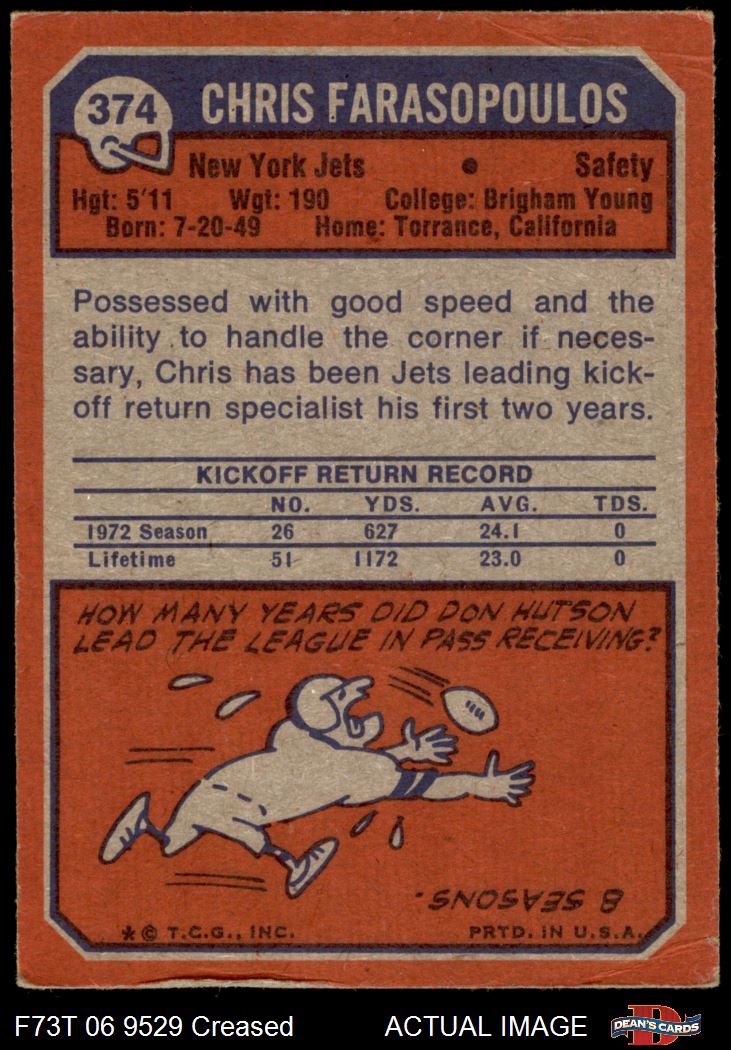 374 CHRIS FARASOPOULOS
New York Jets • Safety
Hgt: 5'11 Wgt: 190 College: Brigham Young
Born: 7-20-49 Home: Torrance, California
Possessed with good speed and the
ability to handle the corner if neces-
sary, Chris has been Jets leading kick-
off return specialist his first two years.
KICKOFF RETURN RECORD
NO. YDS. AVG. TDS.
1972 Season 26 627 24.1 0
Lifetime 51 1172 23.0 0
HOW MANY YEARS DID DON HUTSON
LEAD THE LEAGUE IN PASS RECEIVING?
8 SEASONS.
* © T.C.G., INC. PRTD. IN U.S.A.
F73T 06 9529 Creased ACTUAL IMAGE
D
DEAN'S CARDS